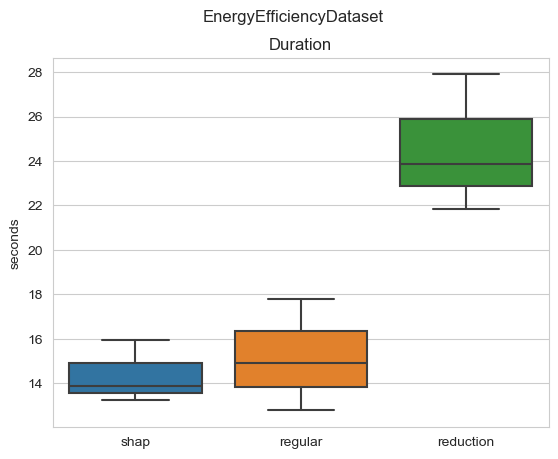 EnergyEfficiencyDataset
Duration
28
26
24
22
20
18
16
14
seconds
shap regular reduction